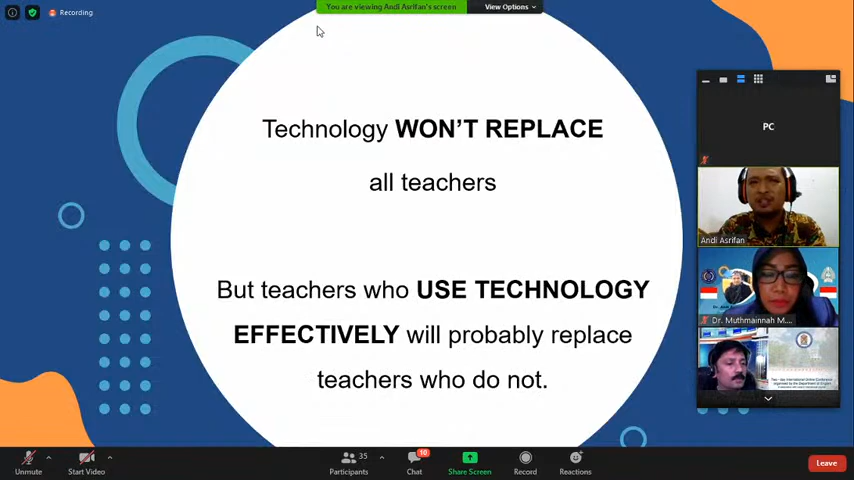 Recording
You are viewing Andi Asrifan's screen
View Options
Technology WON'T REPLACE
all teachers
But teachers who USE TECHNOLOGY
EFFECTIVELY will probably replace
teachers who do not.
PC
Andi Asrifan
Dr. Muthmainnah M...
Unmute
Start Video
35
Participants
10
Chat
Share Screen
Record
Reactions
Leave